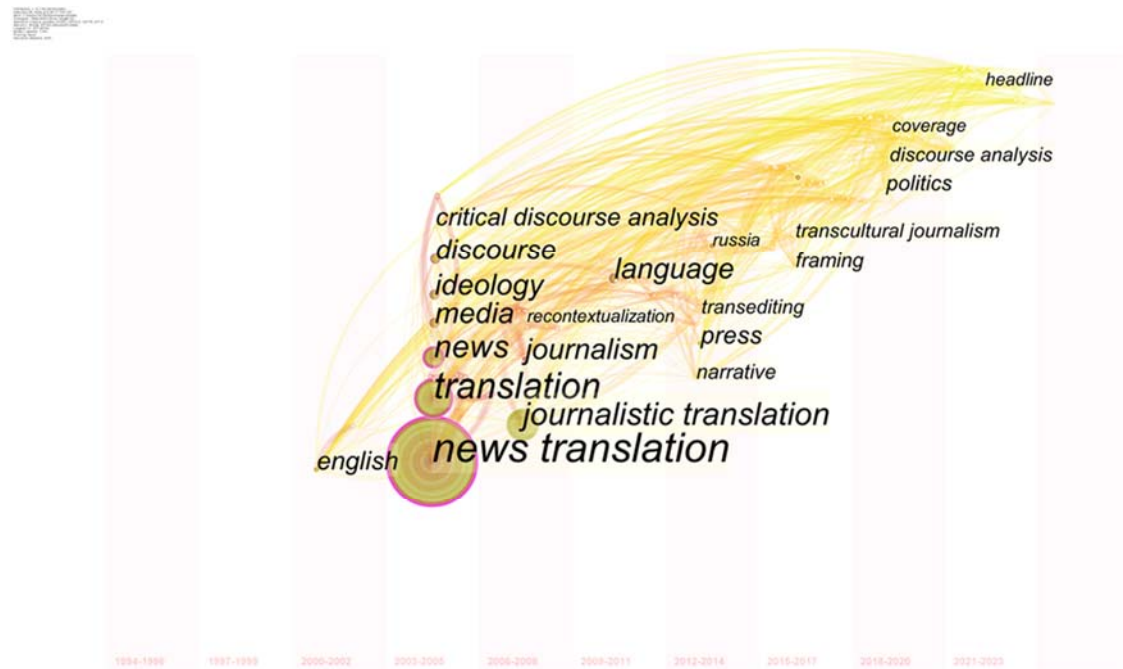 headline
coverage
discourse analysis
politics
critical discourse analysis
transcultural journalism
russia
discourse
framing
language
ideology
transediting
media
recontextualization
press
news
journalism
narrative
translation
journalistic translation
news translation
english
1994-1996
1997-1999
2000-2002
2003-2005
2006-2008
2009-2011
2012-2014
2015-2017
2018-2020
2021-2023